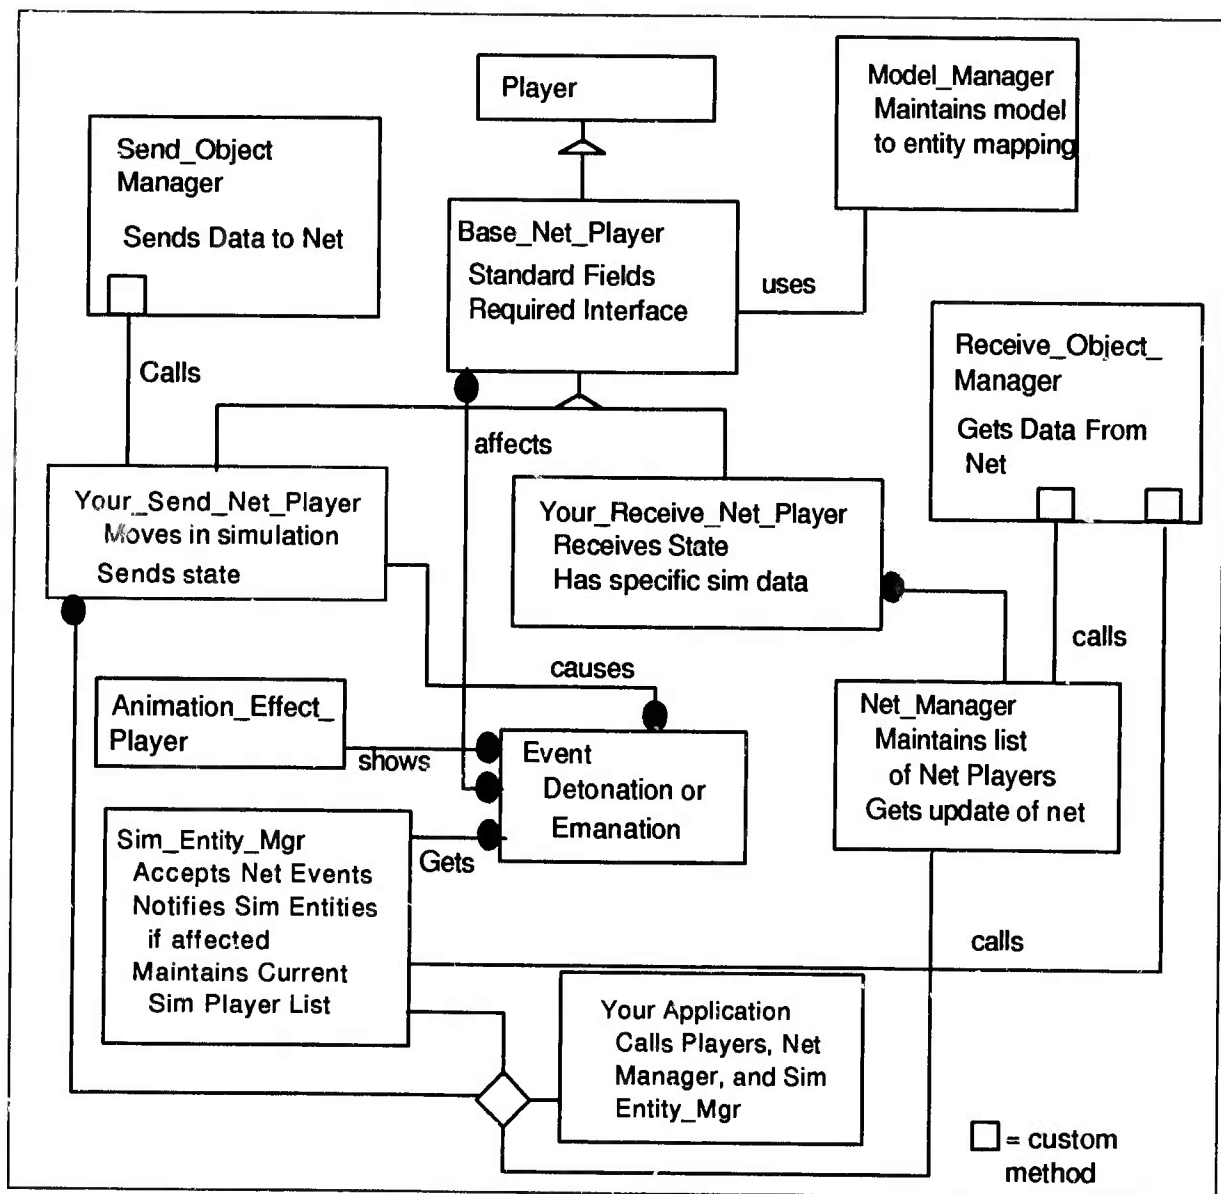 Player
Model_Manager
Maintains model
to entity mapping
Send_Object
Manager
Sends Data to Net
Base_Net_Player
Standard Fields
Required Interface
uses
Receive_Object_
Manager
Gets Data From
Net
Calls
affects
Your_Send_Net_Player
Moves in simulation
Sends state
Your_Receive_Net_Player
Receives State
Has specific sim data
calls
causes
Animation_Effect_
Player
shows
Event
Detonation or
Emanation
Net_Manager
Maintains list
of Net Players
Gets update of net
Sim_Entity_Mgr
Accepts Net Events
Notifies Sim Entities
if affected
Maintains Current
Sim Player List
Gets
calls
Your Application
Calls Players, Net
Manager, and Sim
Entity_Mgr
= custom
method